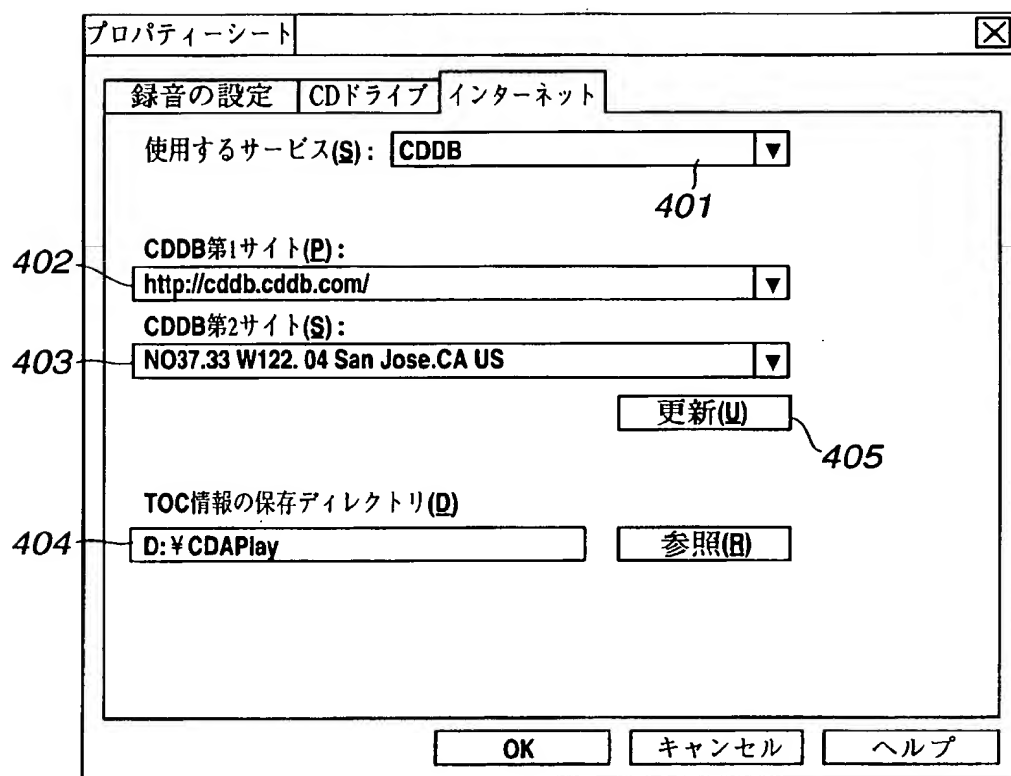 プロパティーシート
録音の設定 CDドライブ インターネット
使用するサービス(S): CDDB ▼
401
CDDB第1サイト(P):
402
http://cddb.cddb.com/ ▼
CDDB第2サイト(S):
403
NO37.33 W122. 04 San Jose.CA US ▼
更新(U)
405
TOC情報の保存ディレクトリ(D)
404
D:¥CDAPlay 参照(R)
OK キャンセル ヘルプ